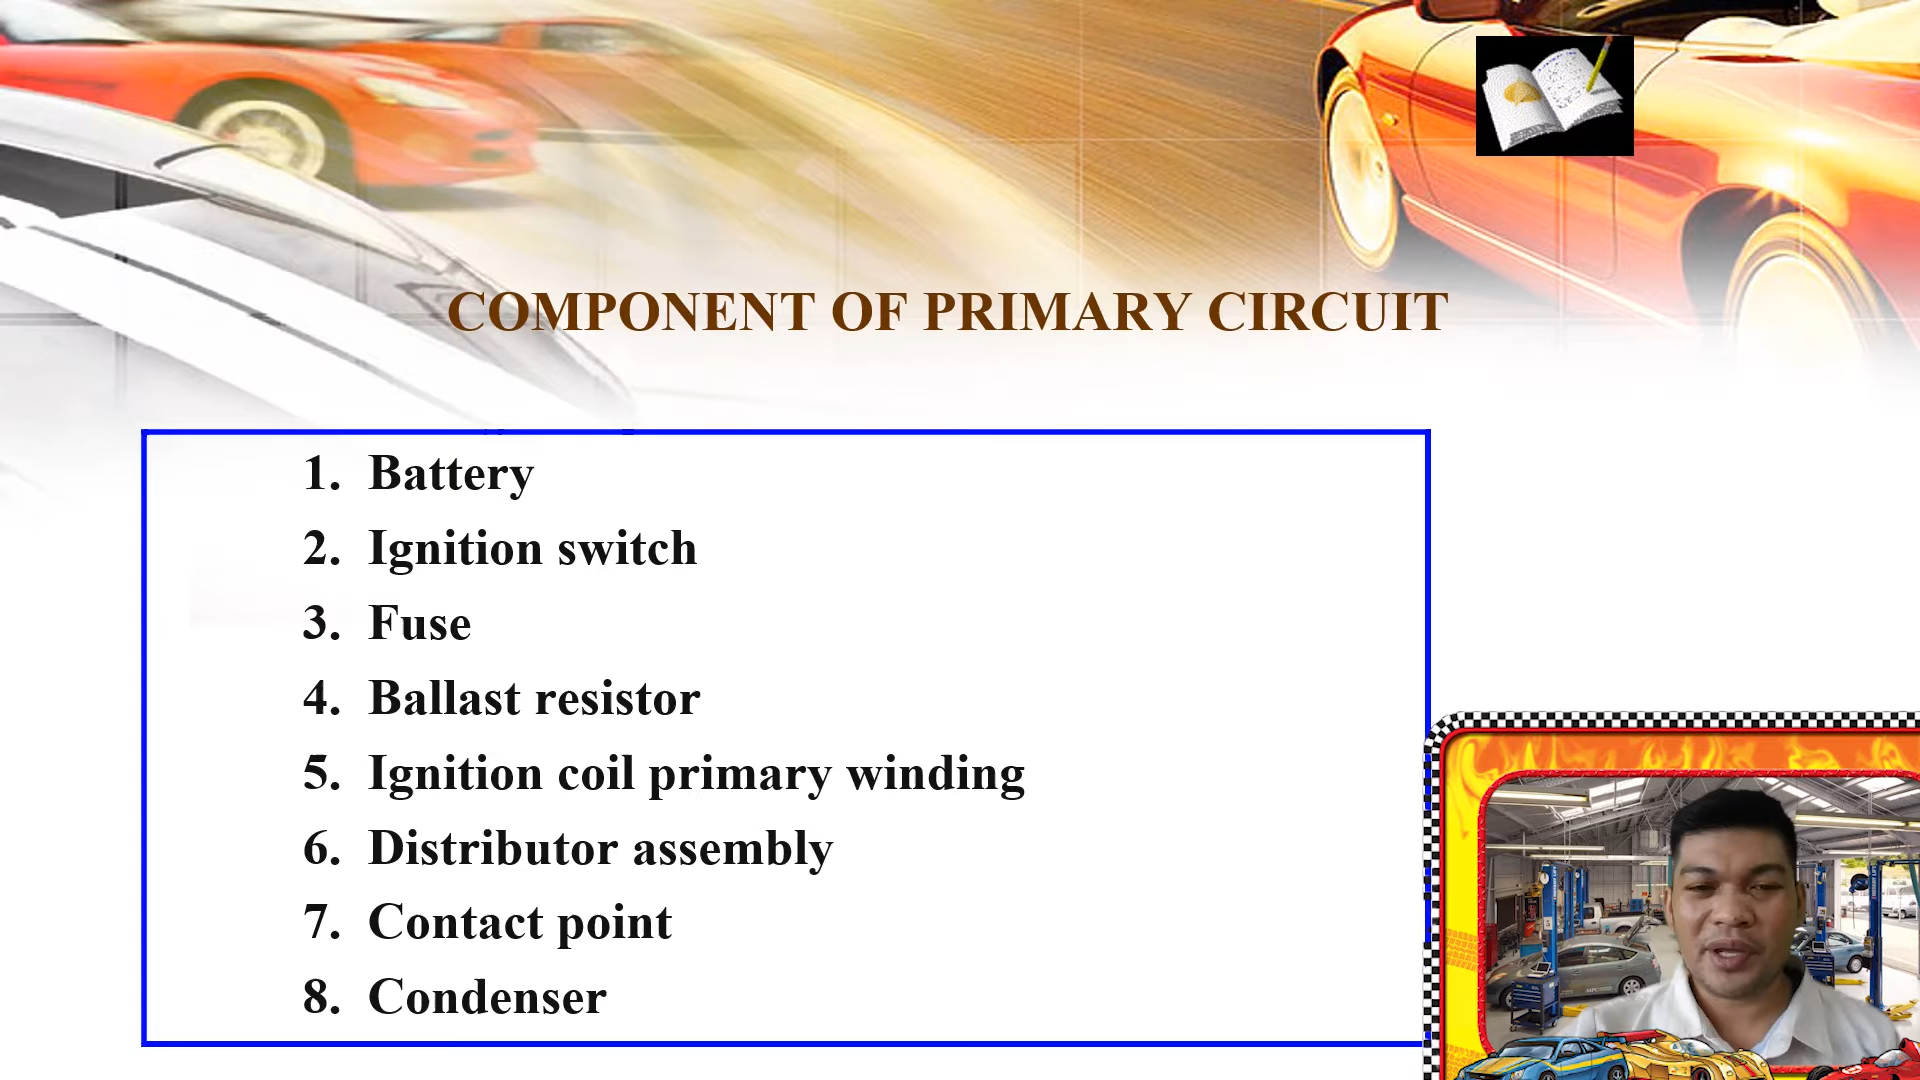 COMPONENT OF PRIMARY CIRCUIT
1. Battery
2. Ignition switch
3. Fuse
4. Ballast resistor
5. Ignition coil primary winding
6. Distributor assembly
7. Contact point
8. Condenser